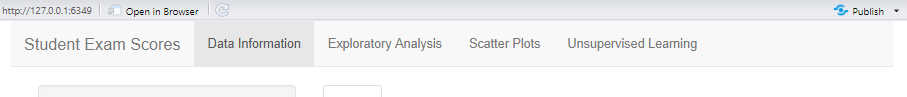 http://127.0.0.1:6349 Open in Browser Publish
Student Exam Scores Data Information Exploratory Analysis Scatter Plots Unsupervised Learning